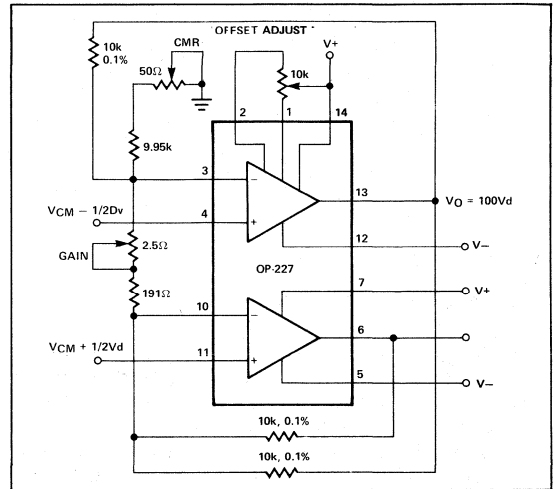 OFFSET ADJUST
10k
0.1%
CMR
50Ω
V+
10k
2
1
14
9.95k
3
−
13
VO = 100Vd
VCM − 1/2Dv
4
+
12
V−
GAIN
2.5Ω
OP-227
7
V+
191Ω
10
−
6
VCM + 1/2Vd
11
+
5
V−
10k, 0.1%
10k, 0.1%